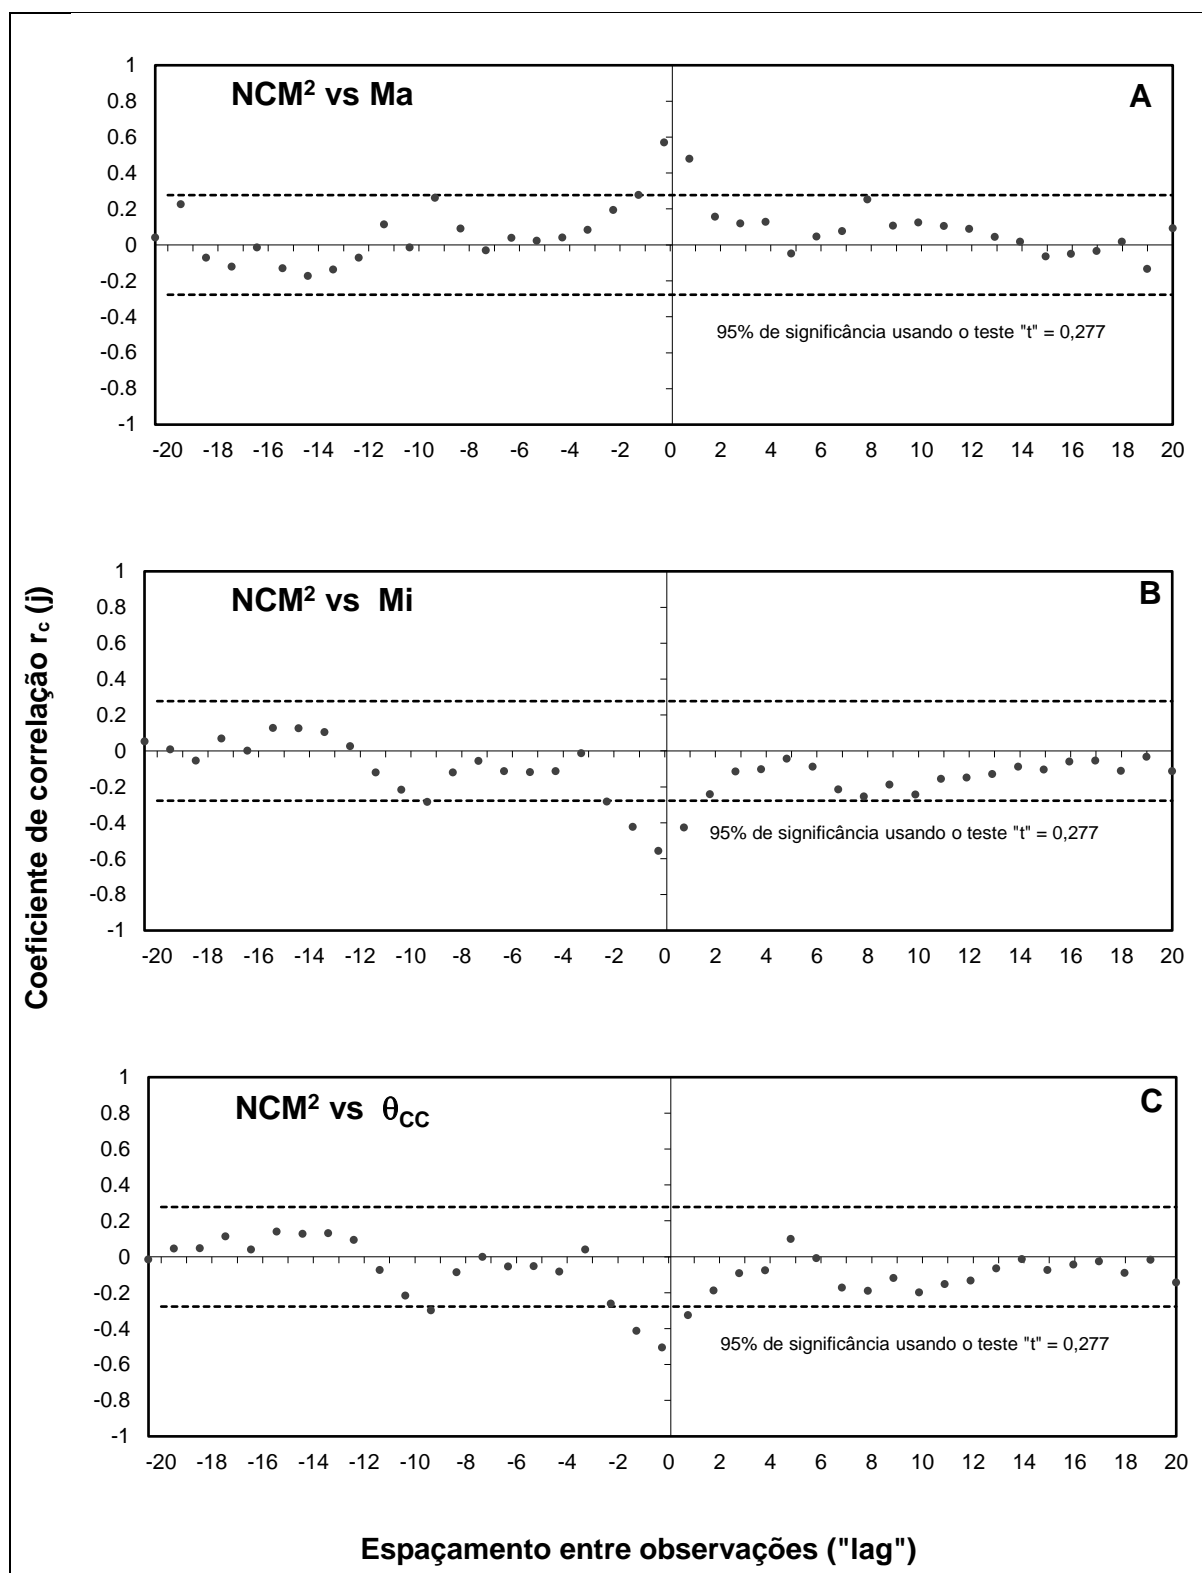 Coeficiente de correlação rc (j)
NCM² vs Ma
A
1
0.8
0.6
0.4
0.2
0
-0.2
-0.4
-0.6
-0.8
-1
95% de significância usando o teste "t" = 0,277
-20 -18 -16 -14 -12 -10 -8 -6 -4 -2 0 2 4 6 8 10 12 14 16 18 20
NCM² vs Mi
B
1
0.8
0.6
0.4
0.2
0
-0.2
-0.4
-0.6
-0.8
-1
95% de significância usando o teste "t" = 0,277
-20 -18 -16 -14 -12 -10 -8 -6 -4 -2 0 2 4 6 8 10 12 14 16 18 20
NCM² vs θCC
C
1
0.8
0.6
0.4
0.2
0
-0.2
-0.4
-0.6
-0.8
-1
95% de significância usando o teste "t" = 0,277
-20 -18 -16 -14 -12 -10 -8 -6 -4 -2 0 2 4 6 8 10 12 14 16 18 20
Espaçamento entre observações ("lag")